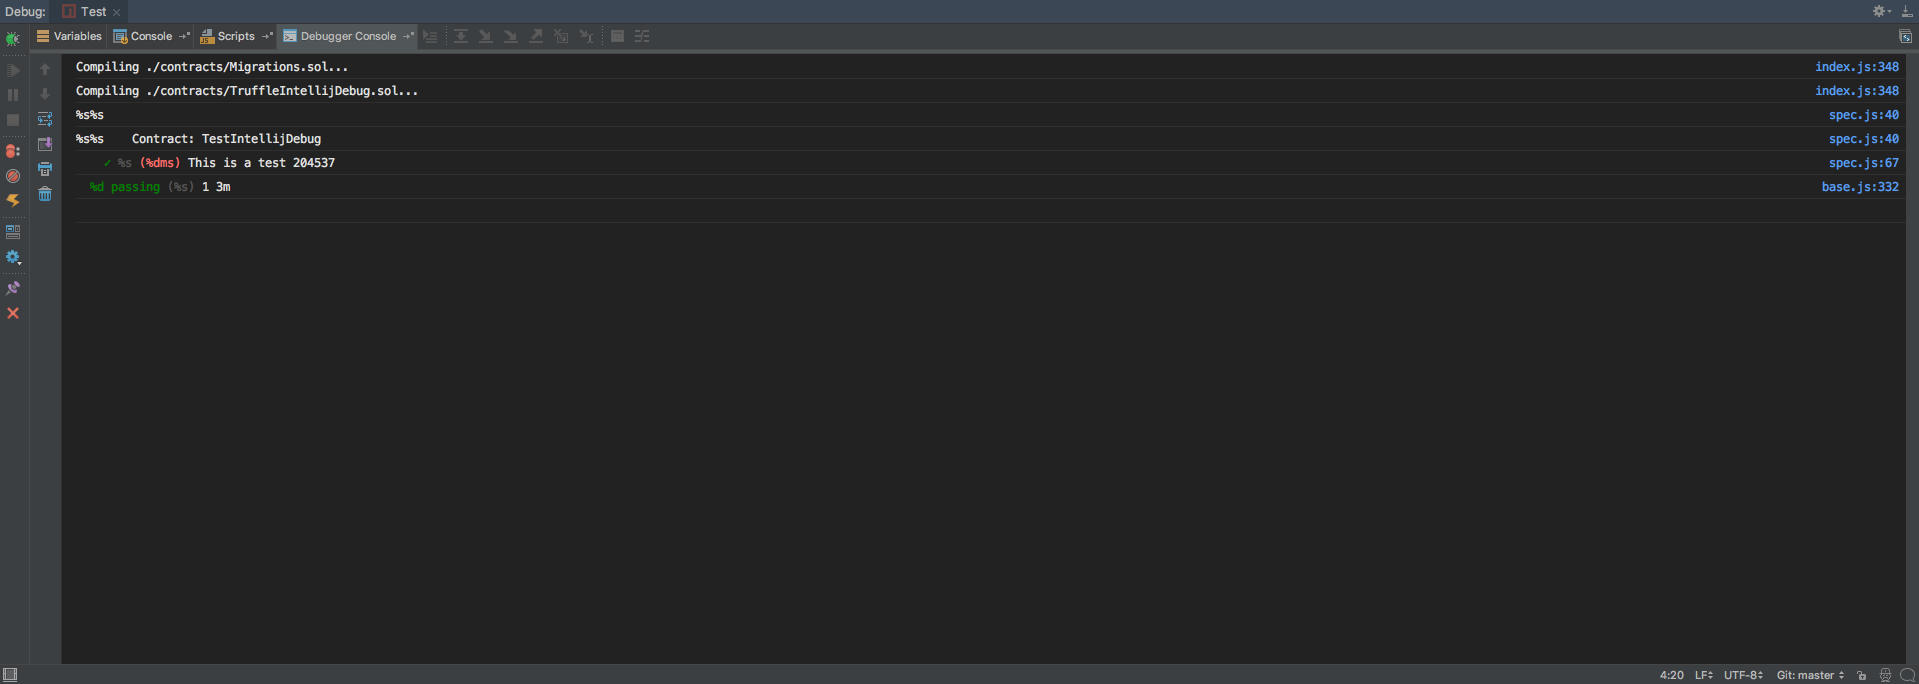 Debug: Test
Variables Console Scripts Debugger Console
Compiling ./contracts/Migrations.sol... index.js:348
Compiling ./contracts/TruffleIntellijDebug.sol... index.js:348
%s%s spec.js:40
%s%s    Contract: TestIntellijDebug spec.js:40
✓ %s (%dms) This is a test 204537 spec.js:67
%d passing (%s) 1 3m base.js:332
4:20 LF UTF-8 Git: master